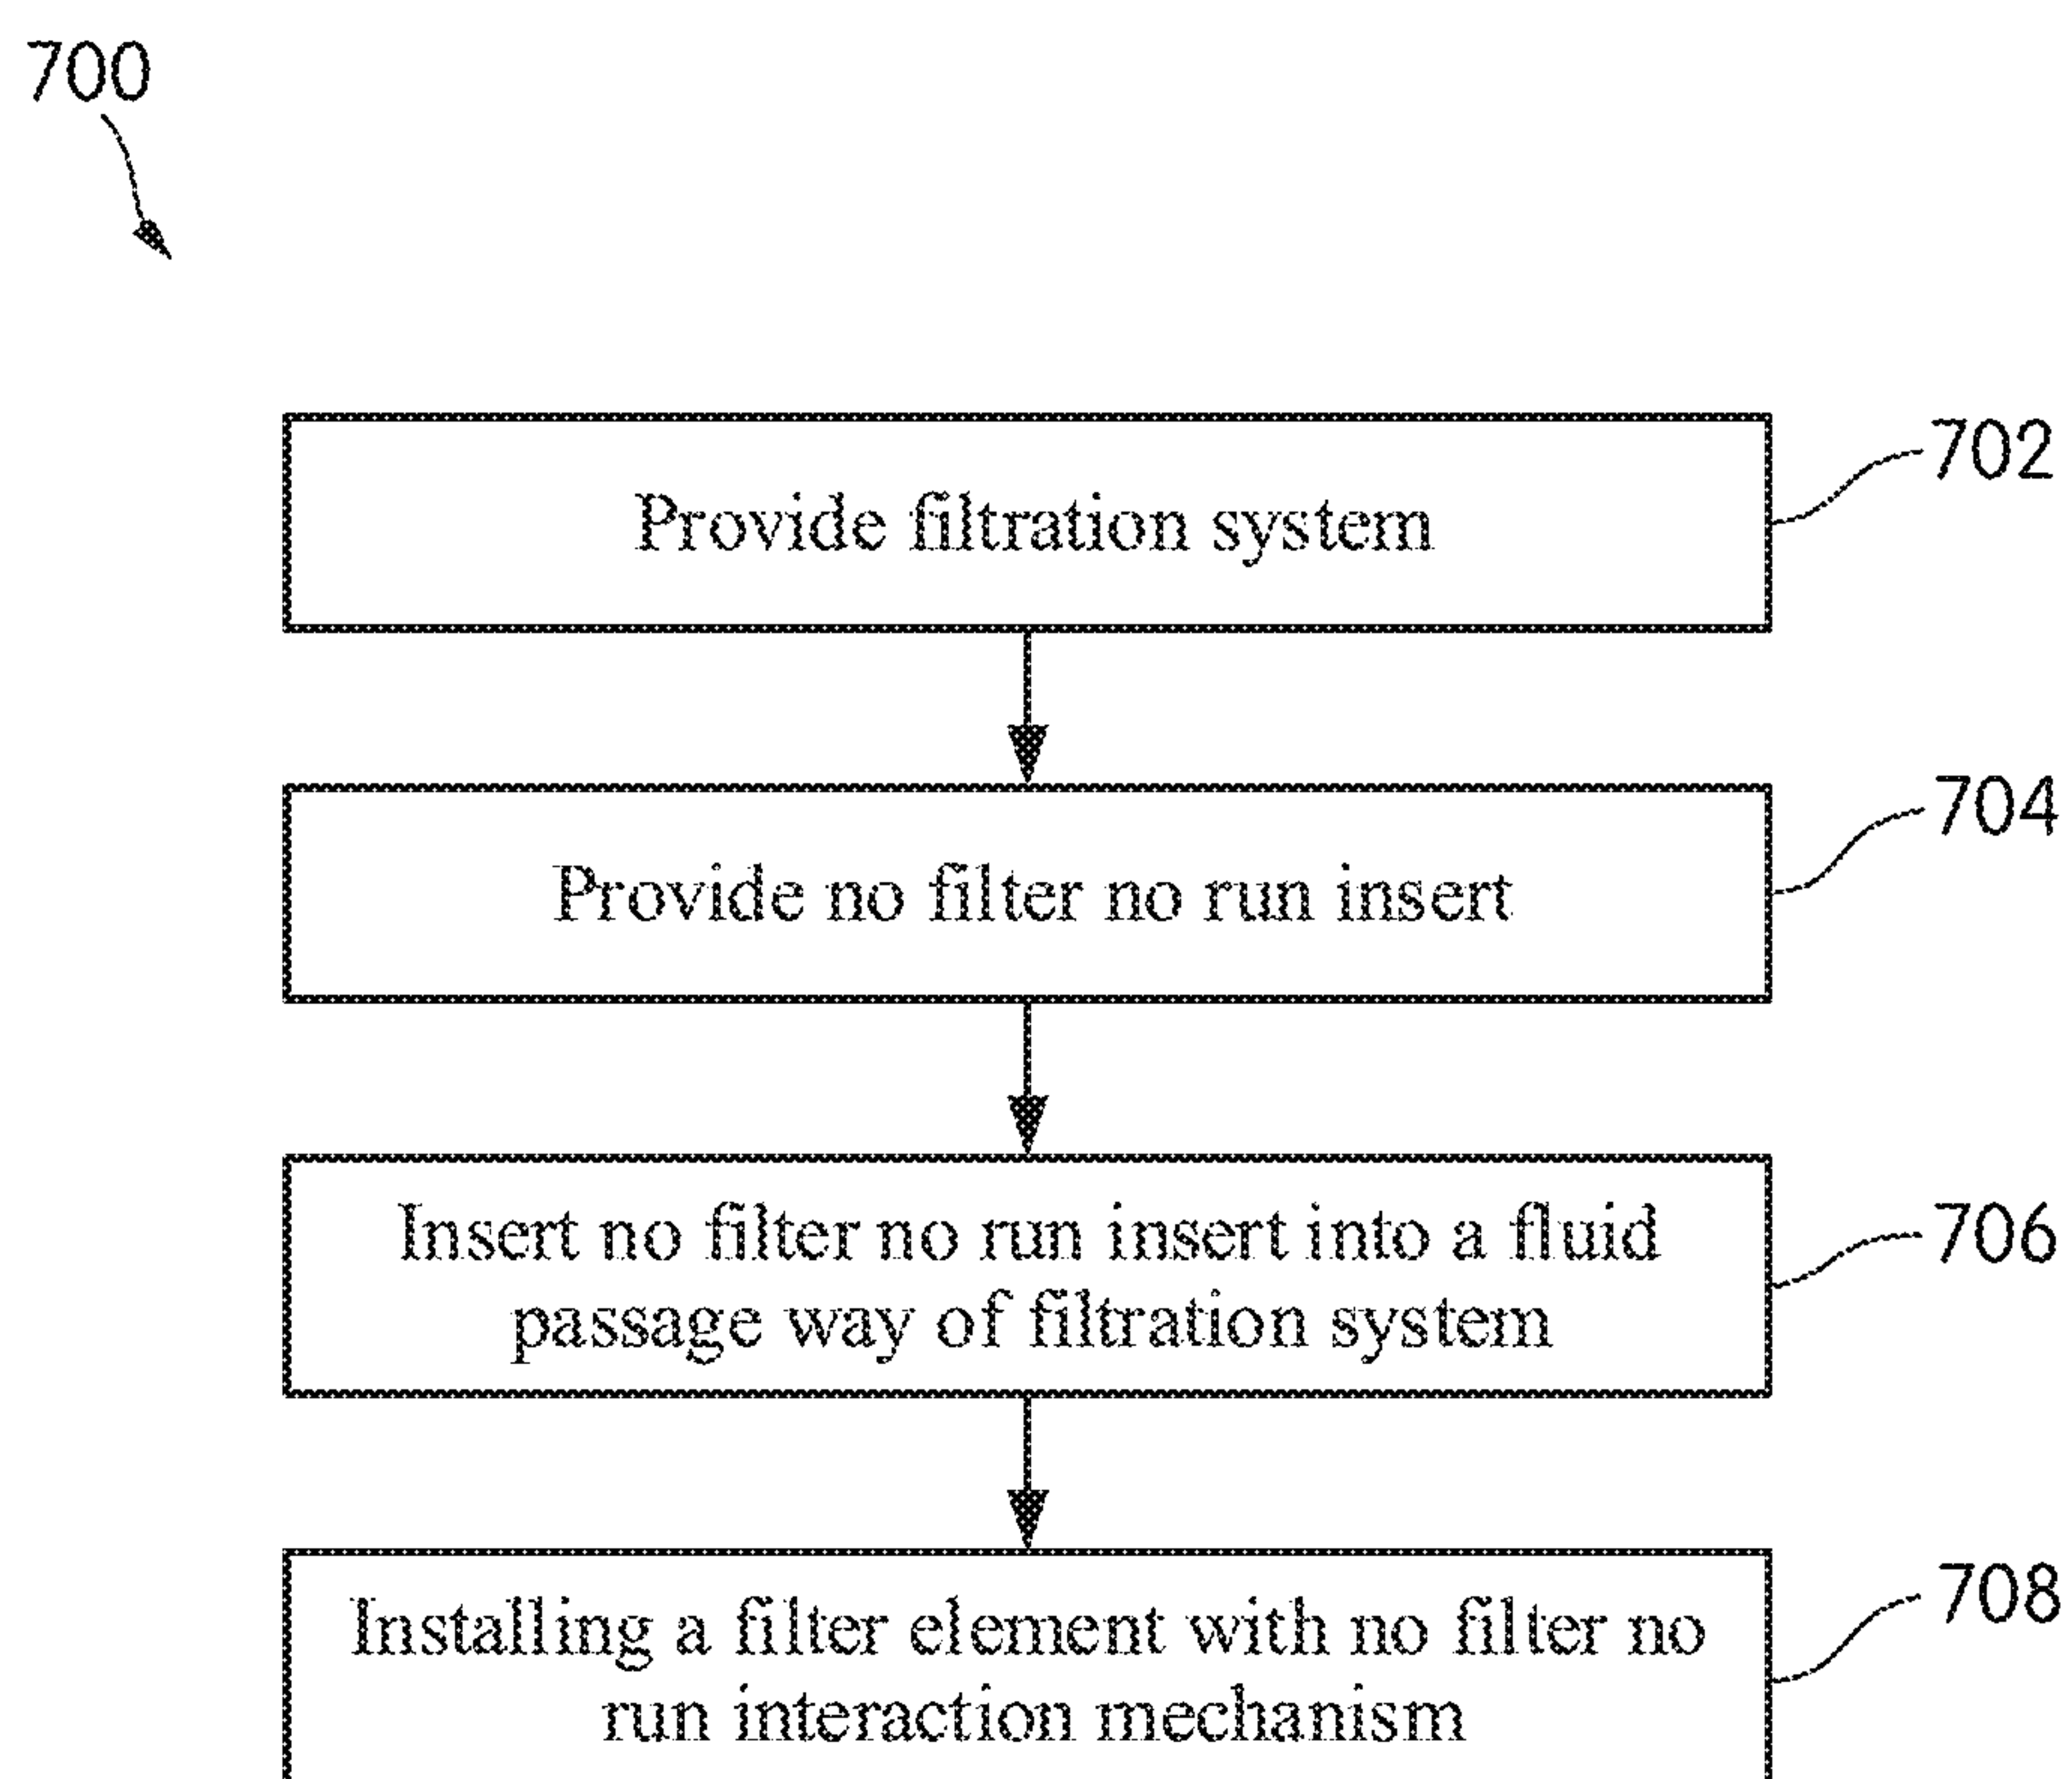 700
Provide filtration system
702
Provide no filter no run insert
704
Insert no filter no run insert into a fluid
passage way of filtration system
706
Installing a filter element with no filter no
run interaction mechanism
708